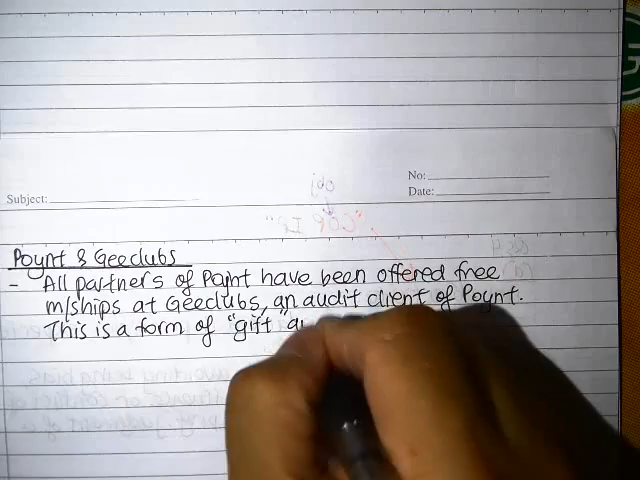 No:
Subject:
Date:
Poynt & Geeclubs
- All partners of Paint have been offered free
m/ships at Geeclubs, an audit client of Poynt.
This is a form of "gift"